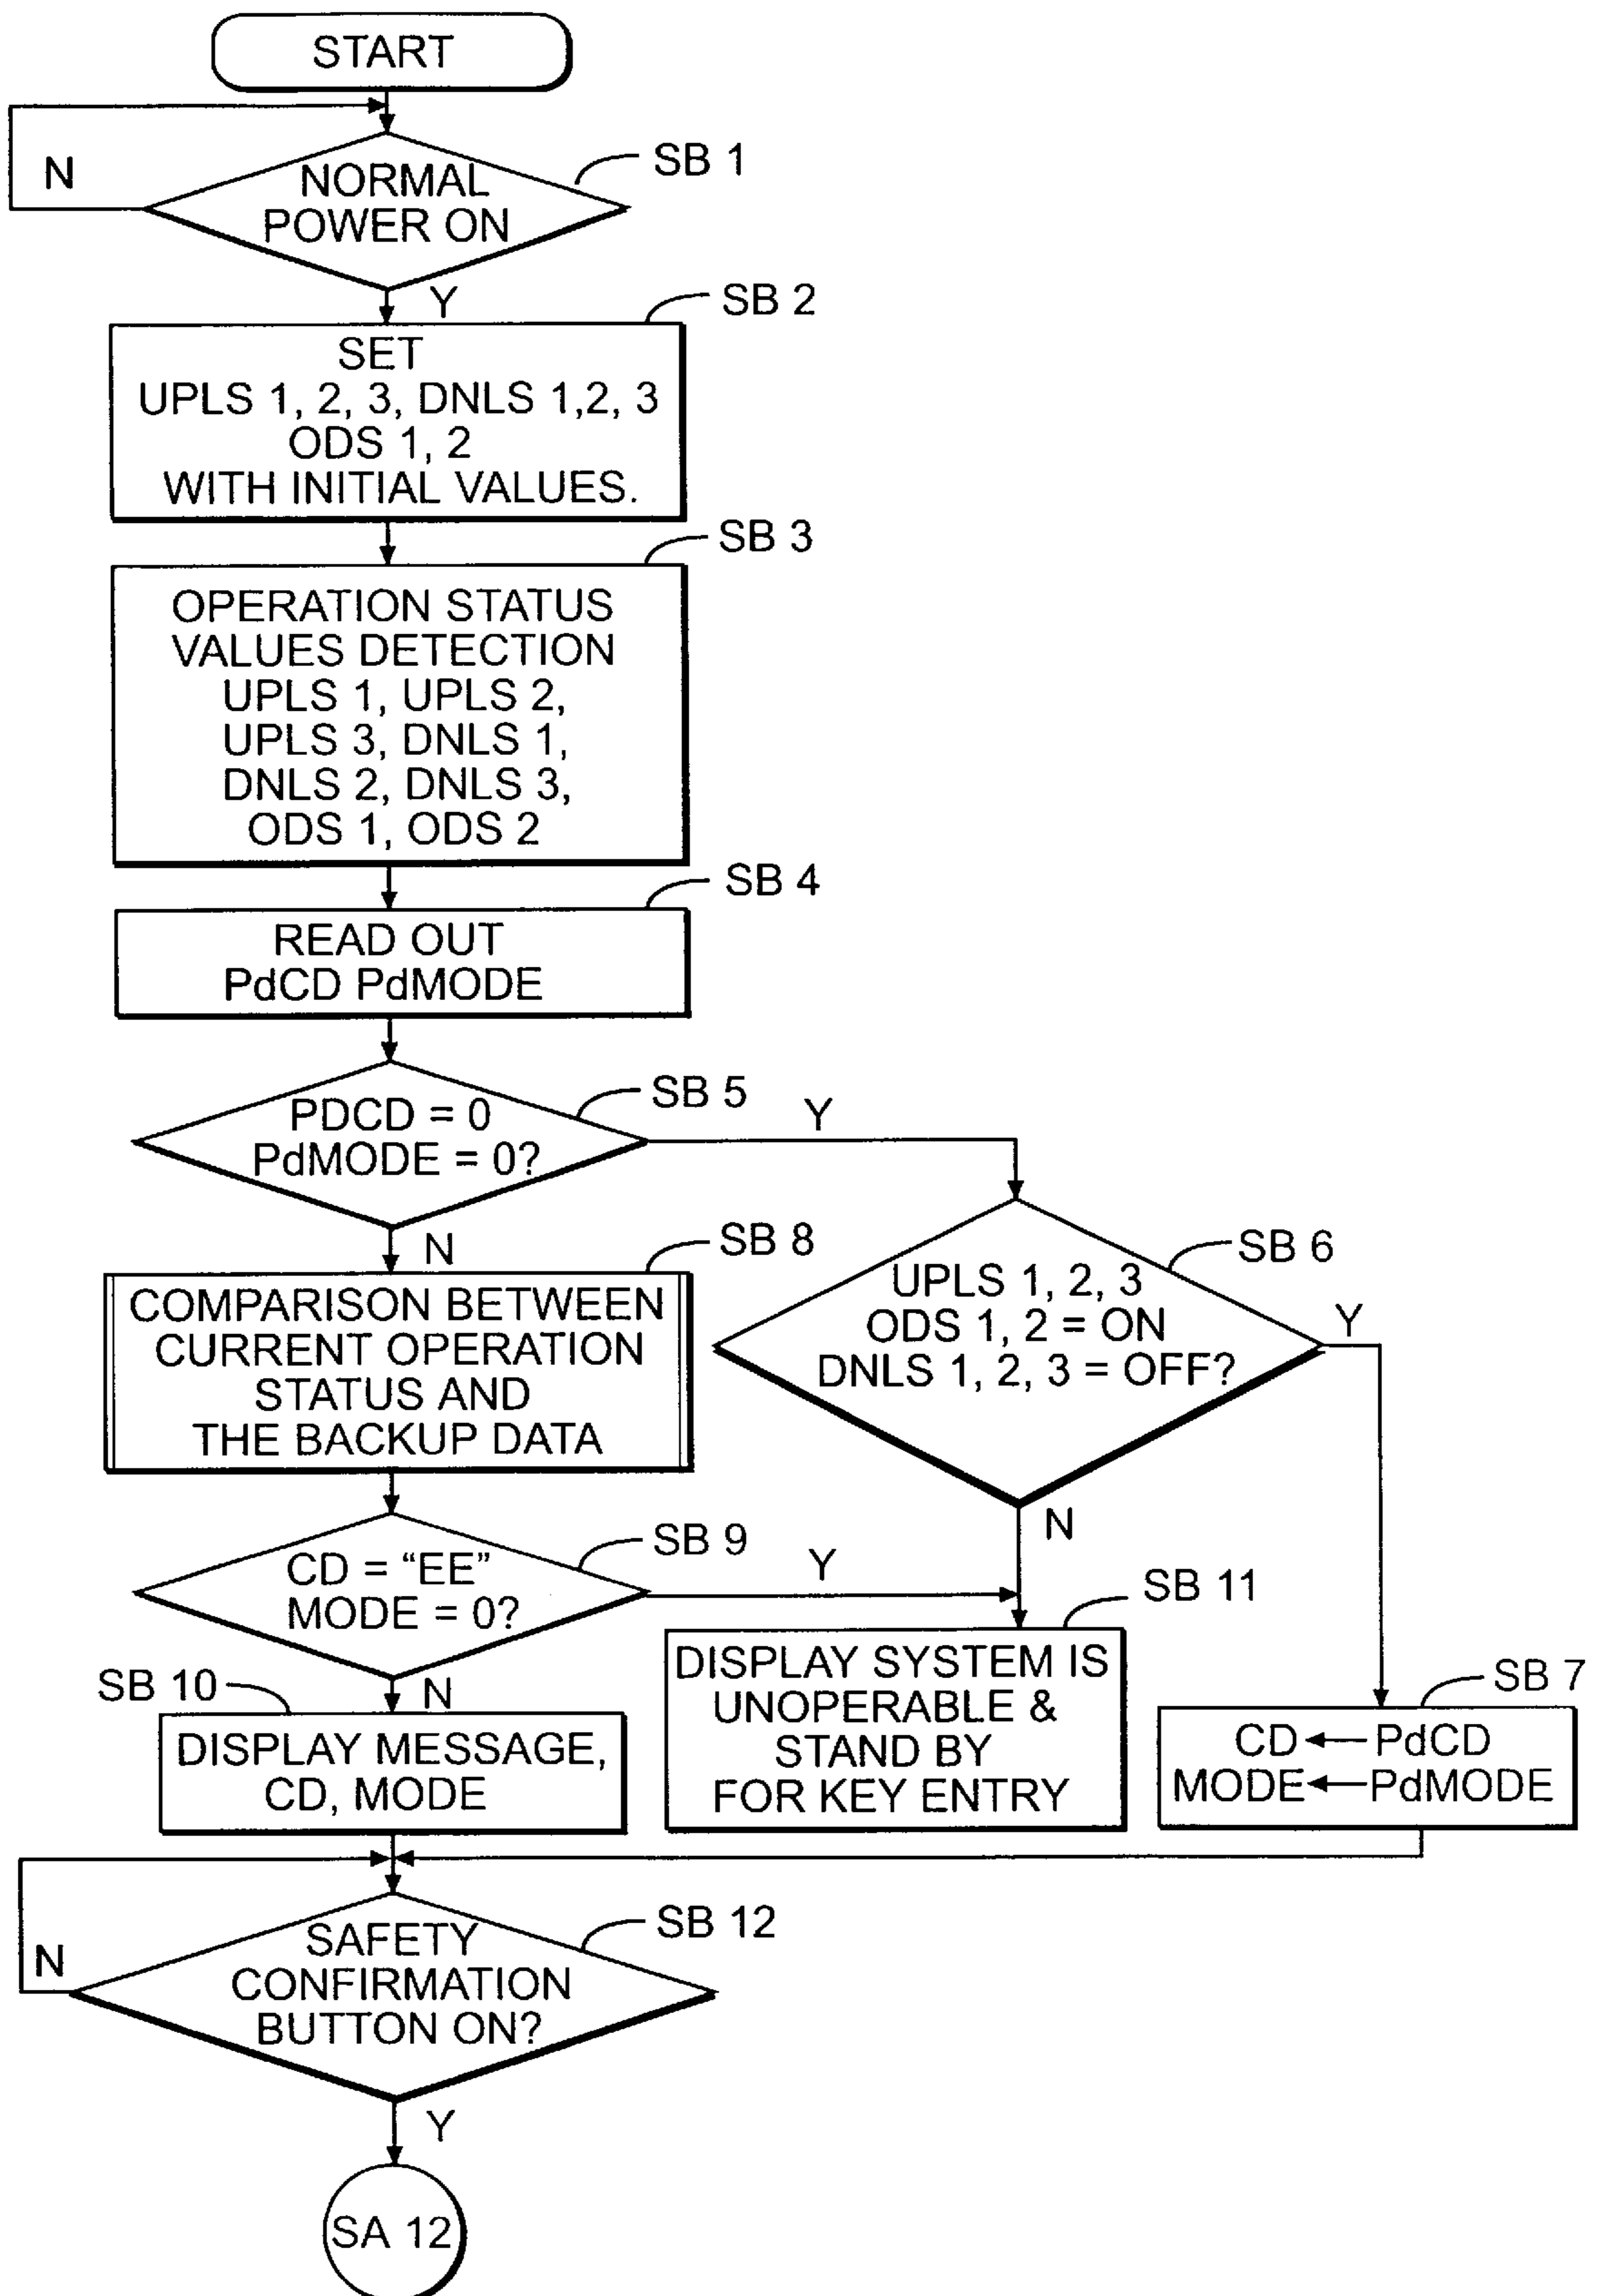 START
N
SB 1
NORMAL
POWER ON
Y
SB 2
SET
UPLS 1, 2, 3, DNLS 1,2, 3
ODS 1, 2
WITH INITIAL VALUES.
SB 3
OPERATION STATUS
VALUES DETECTION
UPLS 1, UPLS 2,
UPLS 3, DNLS 1,
DNLS 2, DNLS 3,
ODS 1, ODS 2
SB 4
READ OUT
PdCD PdMODE
SB 5
PDCD = 0
PdMODE = 0?
Y
N
SB 8
COMPARISON BETWEEN
CURRENT OPERATION
STATUS AND
THE BACKUP DATA
SB 6
UPLS 1, 2, 3
ODS 1, 2 = ON
DNLS 1, 2, 3 = OFF?
Y
N
SB 9
CD = “EE”
MODE = 0?
Y
N
SB 10
DISPLAY MESSAGE,
CD, MODE
SB 11
DISPLAY SYSTEM IS
UNOPERABLE &
STAND BY
FOR KEY ENTRY
SB 7
CD ← PdCD
MODE ← PdMODE
SB 12
SAFETY
CONFIRMATION
BUTTON ON?
N
Y
SA 12